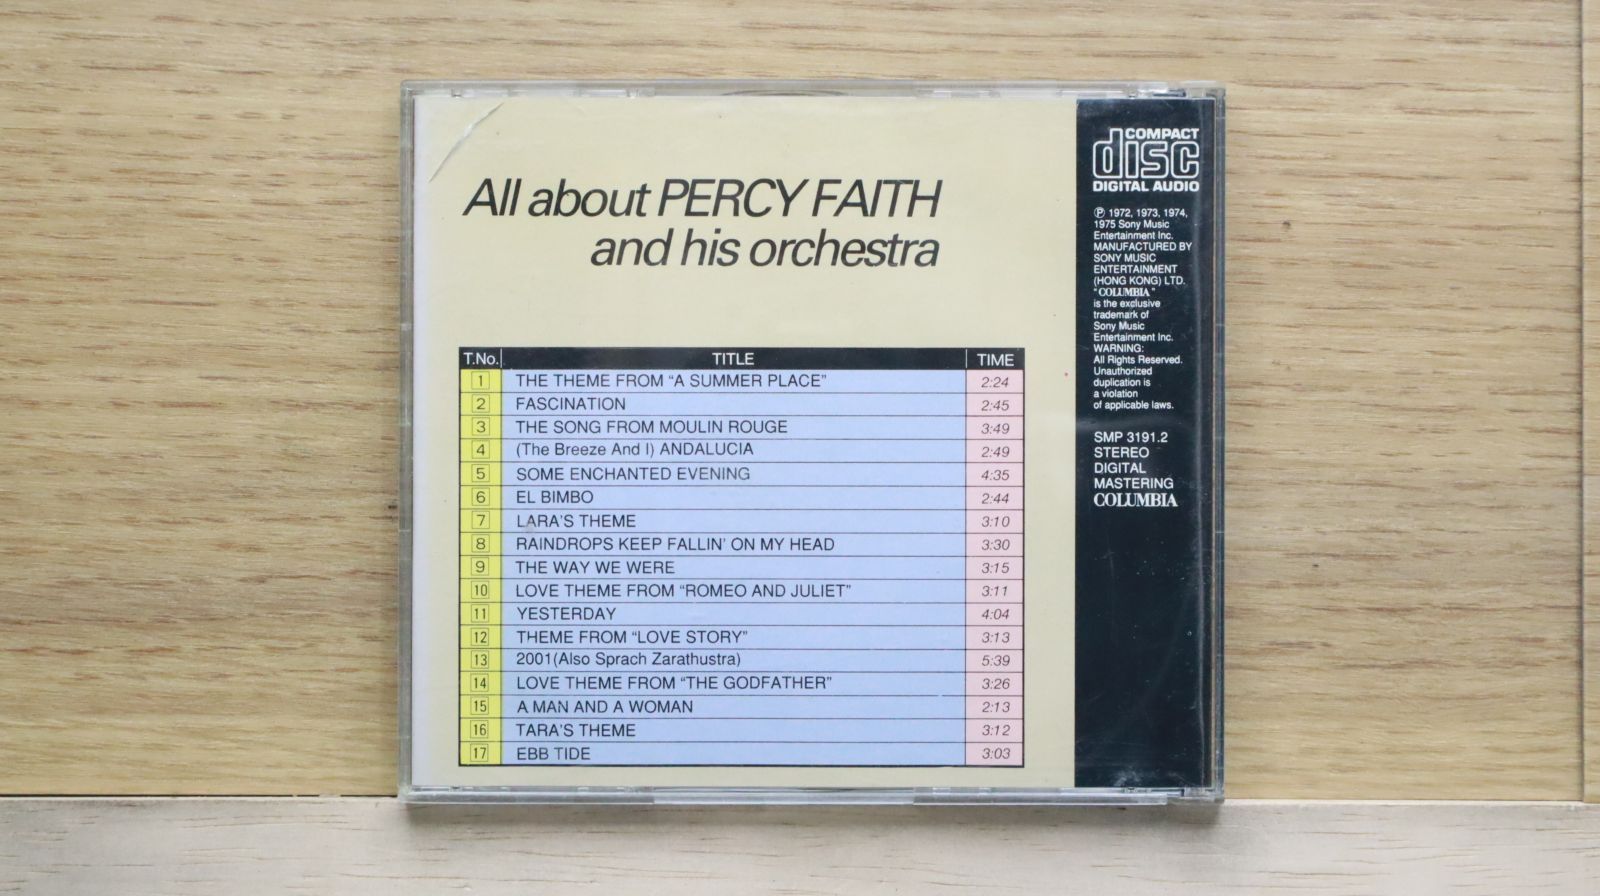 All about PERCY FAITH
and his orchestra
T.No. TITLE TIME
1 THE THEME FROM “A SUMMER PLACE” 2:24
2 FASCINATION 2:45
3 THE SONG FROM MOULIN ROUGE 3:49
4 (The Breeze And I) ANDALUCIA 2:49
5 SOME ENCHANTED EVENING 4:35
6 EL BIMBO 2:44
7 LARA'S THEME 3:10
8 RAINDROPS KEEP FALLIN' ON MY HEAD 3:30
9 THE WAY WE WERE 3:15
10 LOVE THEME FROM “ROMEO AND JULIET” 3:11
11 YESTERDAY 4:04
12 THEME FROM “LOVE STORY” 3:13
13 2001(Also Sprach Zarathustra) 5:39
14 LOVE THEME FROM “THE GODFATHER” 3:26
15 A MAN AND A WOMAN 2:13
16 TARA'S THEME 3:12
17 EBB TIDE 3:03
COMPACT
disc
DIGITAL AUDIO
℗ 1972, 1973, 1974,
1975 Sony Music
Entertainment Inc.
MANUFACTURED BY
SONY MUSIC
ENTERTAINMENT
(HONG KONG) LTD.
“COLUMBIA”
is the exclusive
trademark of
Sony Music
Entertainment Inc.
WARNING:
All Rights Reserved.
Unauthorized
duplication is
a violation
of applicable laws.
SMP 3191.2
STEREO
DIGITAL
MASTERING
COLUMBIA